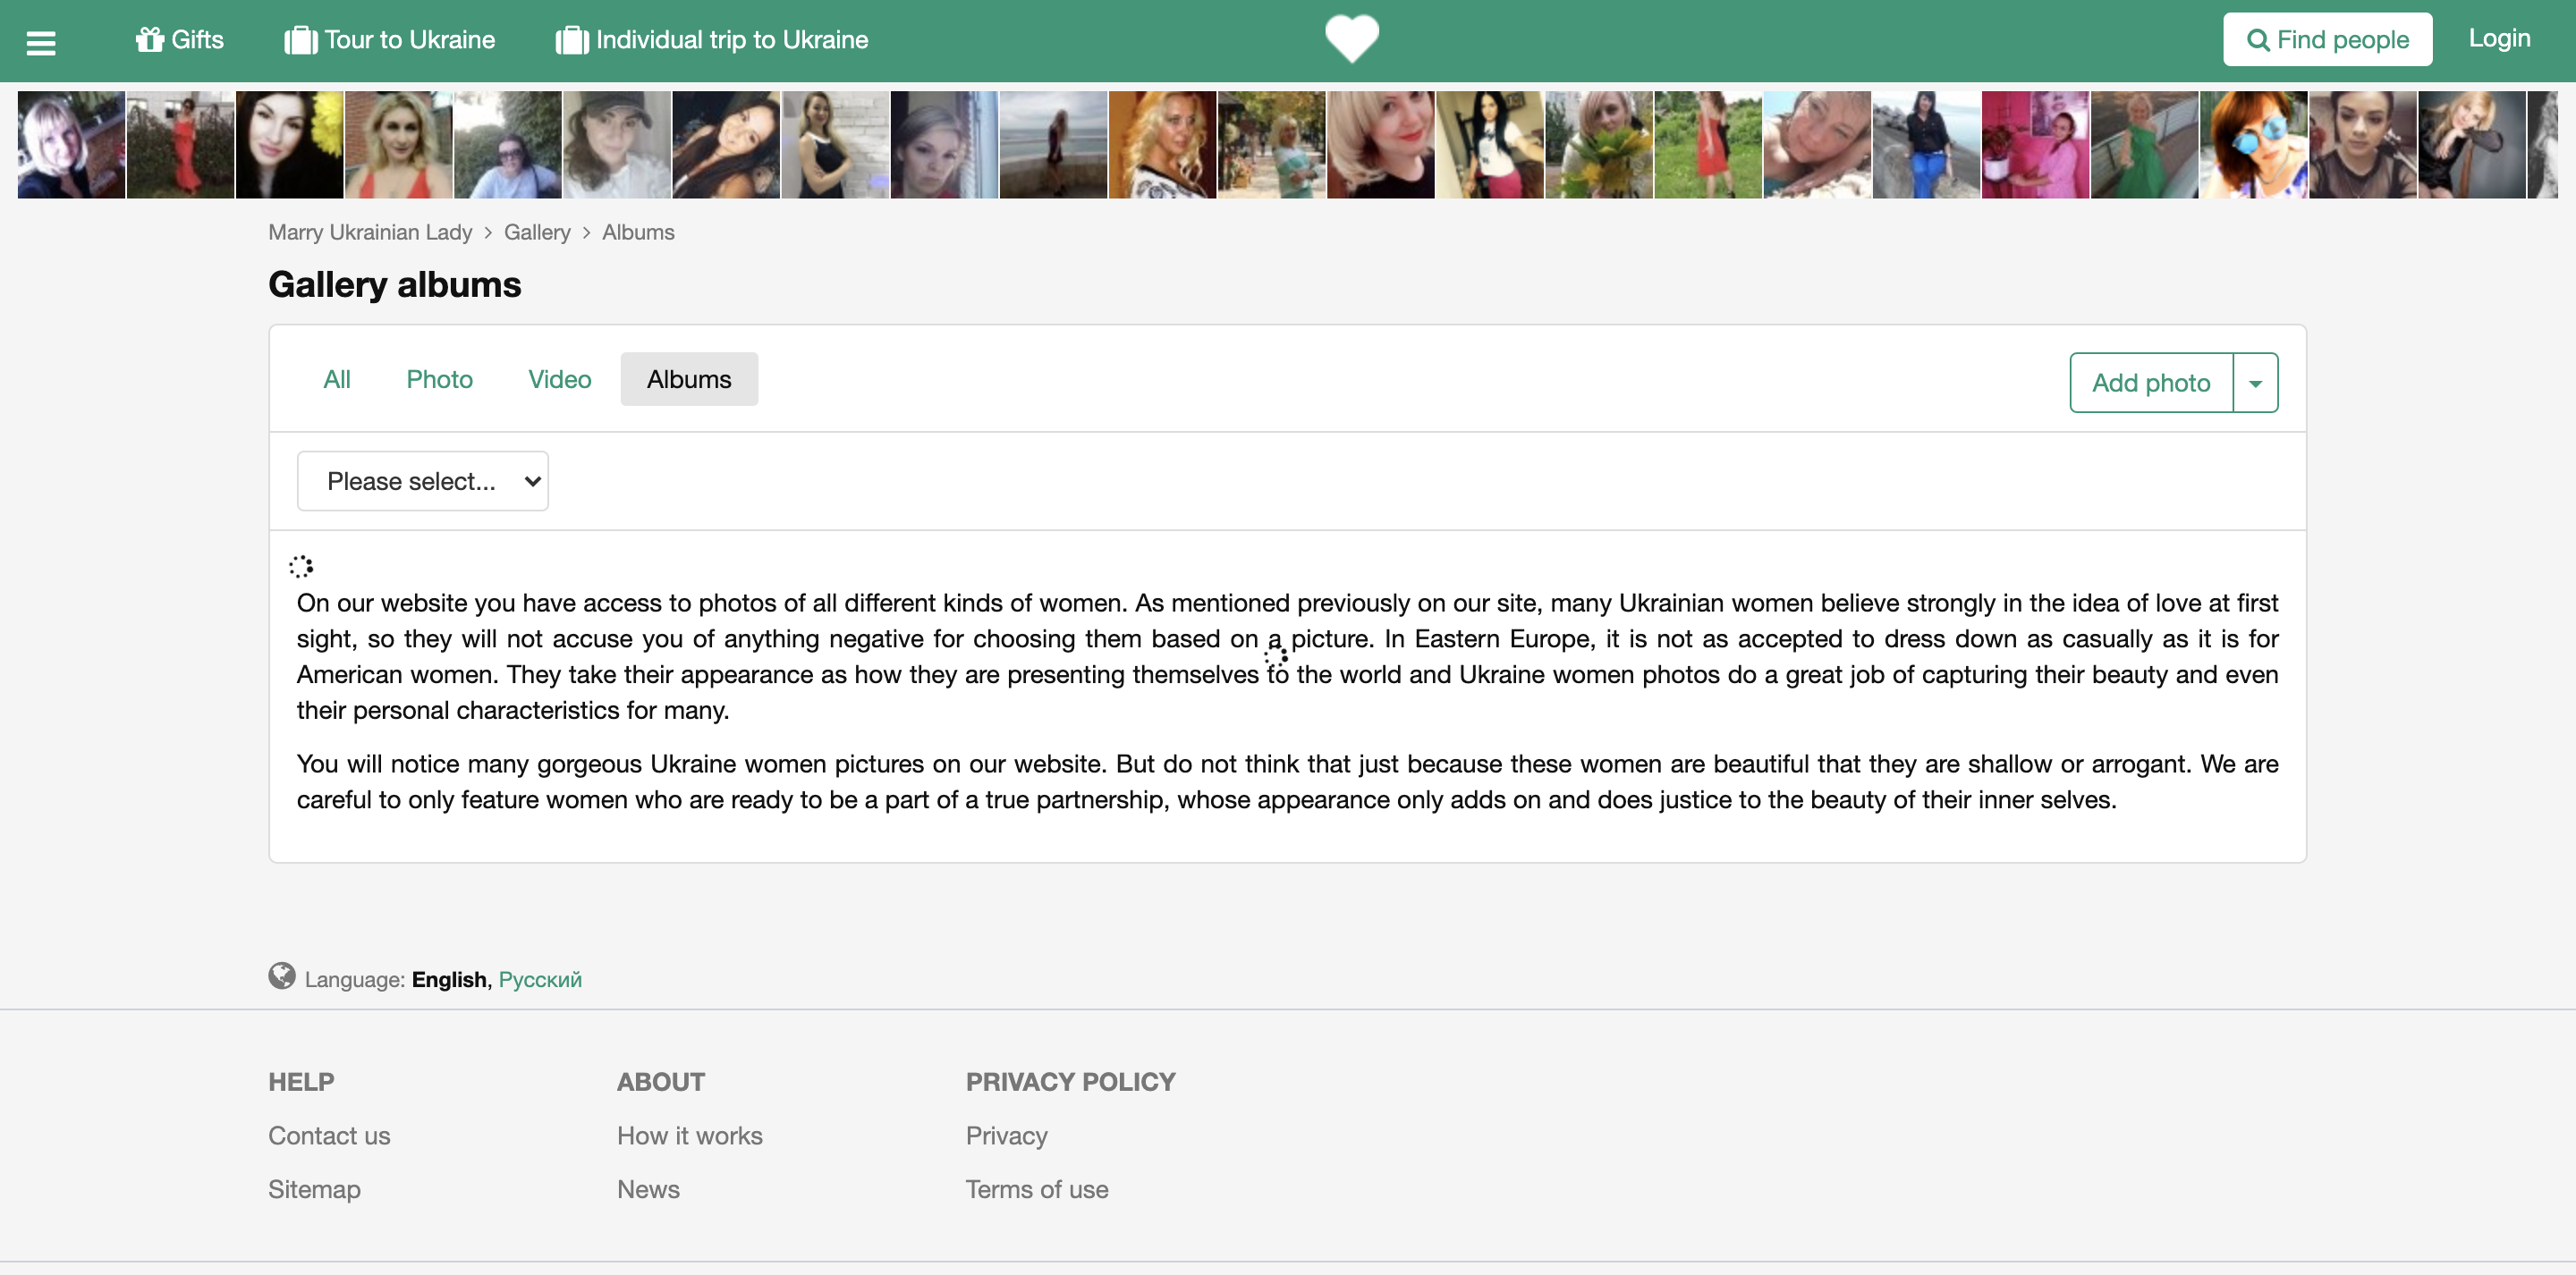 Gifts Tour to Ukraine Individual trip to Ukraine Find people Login
Marry Ukrainian Lady > Gallery > Albums
Gallery albums
All Photo Video Albums Add photo
Please select...
On our website you have access to photos of all different kinds of women. As mentioned previously on our site, many Ukrainian women believe strongly in the idea of love at first
sight, so they will not accuse you of anything negative for choosing them based on a picture. In Eastern Europe, it is not as accepted to dress down as casually as it is for
American women. They take their appearance as how they are presenting themselves to the world and Ukraine women photos do a great job of capturing their beauty and even
their personal characteristics for many.
You will notice many gorgeous Ukraine women pictures on our website. But do not think that just because these women are beautiful that they are shallow or arrogant. We are
careful to only feature women who are ready to be a part of a true partnership, whose appearance only adds on and does justice to the beauty of their inner selves.
Language: English, Русский
HELP ABOUT PRIVACY POLICY
Contact us How it works Privacy
Sitemap News Terms of use